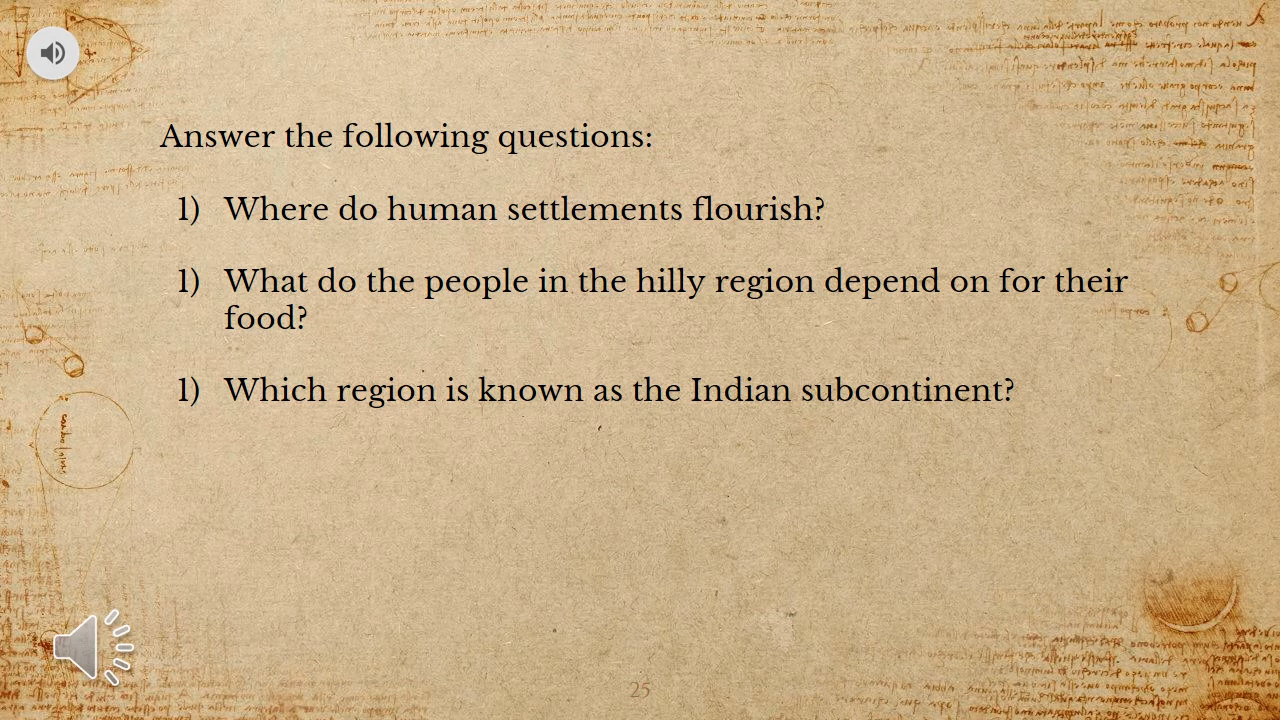 Answer the following questions:
1) Where do human settlements flourish?
1) What do the people in the hilly region depend on for their
food?
1) Which region is known as the Indian subcontinent?
25